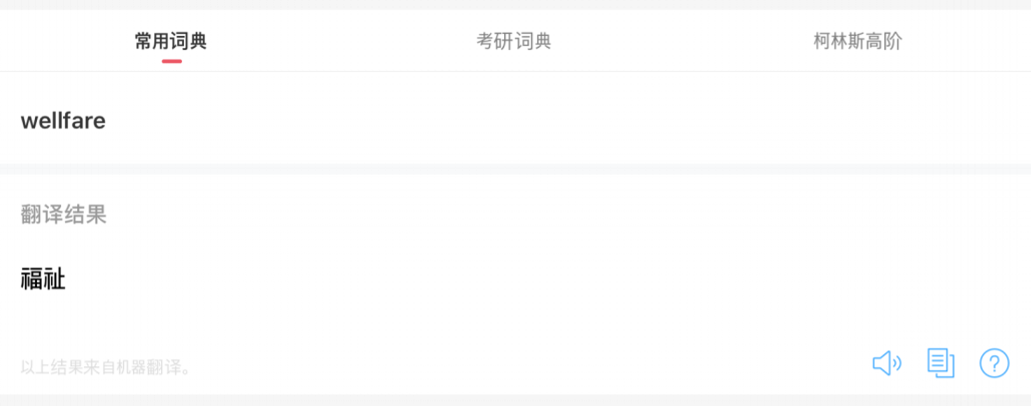 常用词典 考研词典 柯林斯高阶
wellfare
翻译结果
福祉
以上结果来自机器翻译。